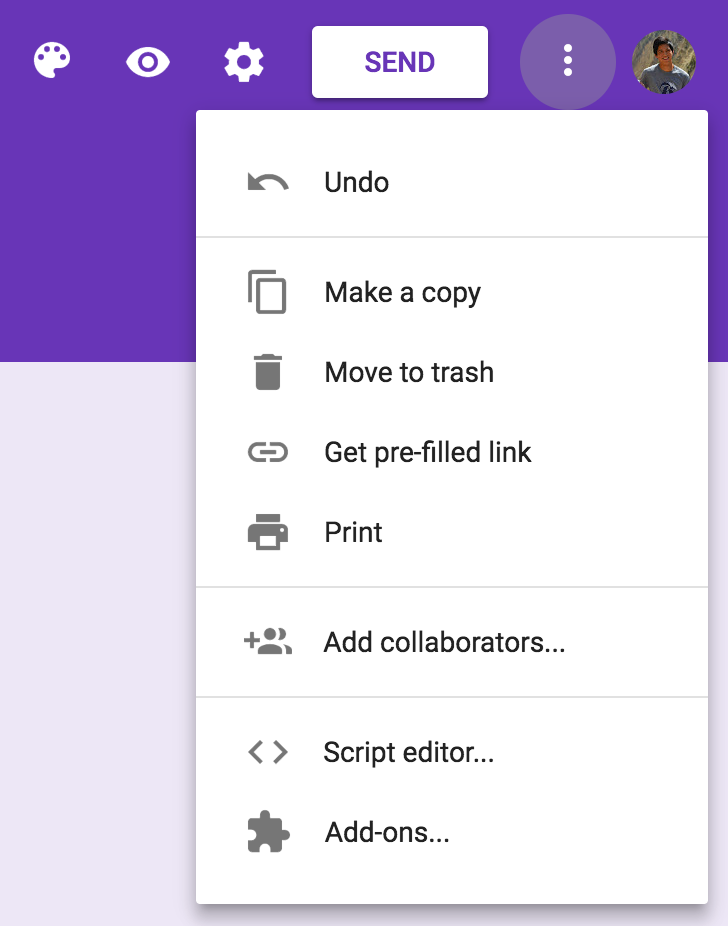 SEND
Undo
Make a copy
Move to trash
Get pre-filled link
Print
Add collaborators...
Script editor...
Add-ons...